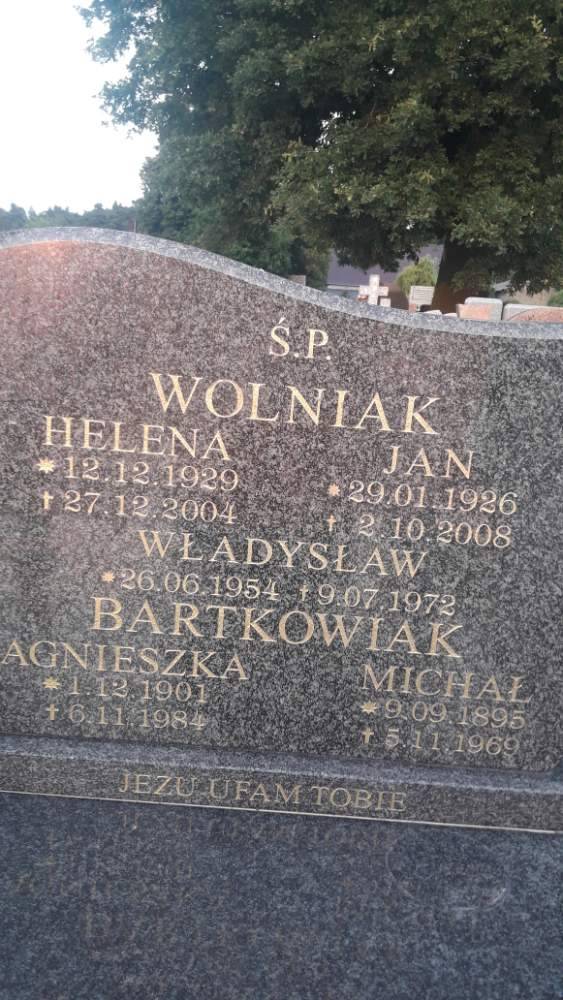 Ś.P.
WOLNIAK
HELENA JAN
*12.12.1929 *29.01.1926
†27.12.2004 † 2.10.2008
WŁADYSŁAW
*26.06.1954 †9.07.1972
BARTKOWIAK
AGNIESZKA MICHAŁ
*1.12.1901 *9.09.1895
†6.11.1984 †5.11.1969
JEZU UFAM TOBIE